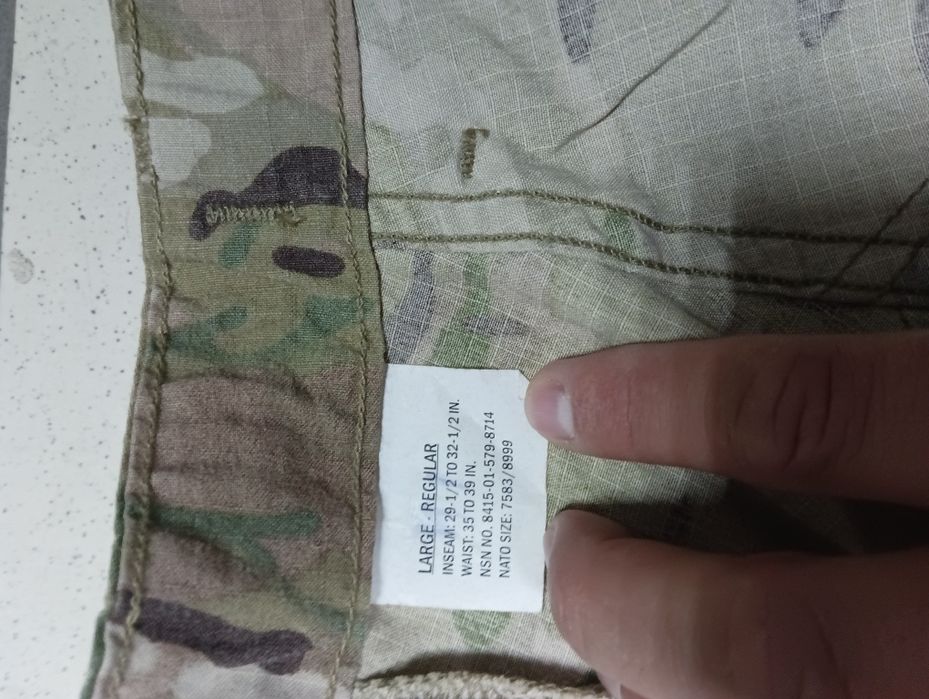 LARGE - REGULAR
INSEAM: 29-1/2 TO 32-1/2 IN.
WAIST: 35 TO 39 IN.
NSN NO. 8415-01-579-8714
NATO SIZE: 7583/8999